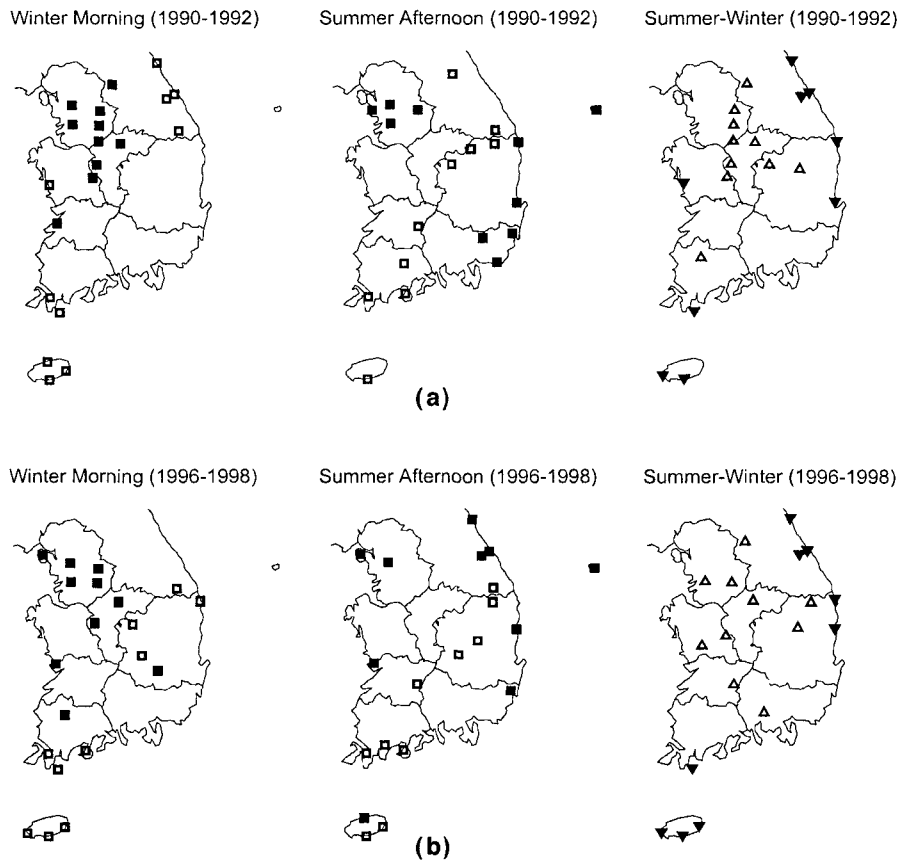 Winter Morning (1990-1992)
Summer Afternoon (1990-1992)
Summer-Winter (1990-1992)
(a)
Winter Morning (1996-1998)
Summer Afternoon (1996-1998)
Summer-Winter (1996-1998)
(b)